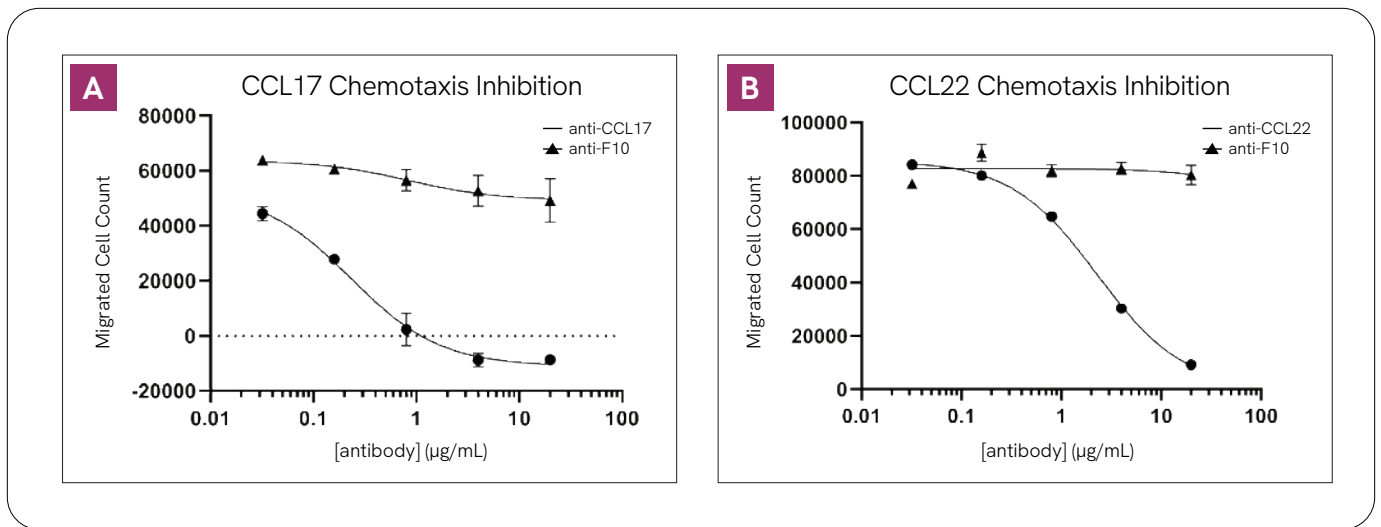 A
CCL17 Chemotaxis Inhibition
anti-CCL17
anti-F10
Migrated Cell Count
80000
60000
40000
20000
0
-20000
0.01
0.1
1
10
100
[antibody] (µg/mL)
B
CCL22 Chemotaxis Inhibition
anti-CCL22
anti-F10
Migrated Cell Count
100000
80000
60000
40000
20000
0
0.01
0.1
1
10
100
[antibody] (µg/mL)